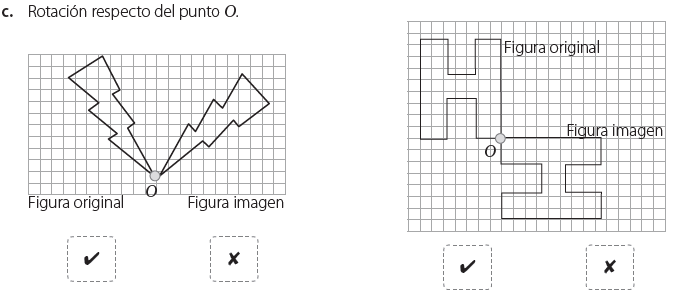 c. Rotación respecto del punto O.
Figura original
Figura imagen
O
O
Figura original Figura imagen
✔ ✘
✔ ✘